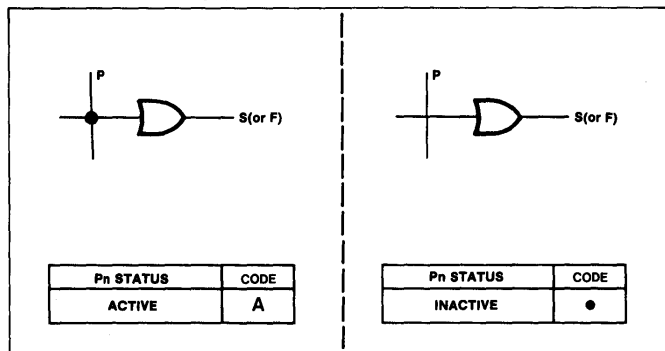 P
S(or F)
Pn STATUS CODE
ACTIVE A
P
S(or F)
Pn STATUS CODE
INACTIVE ●